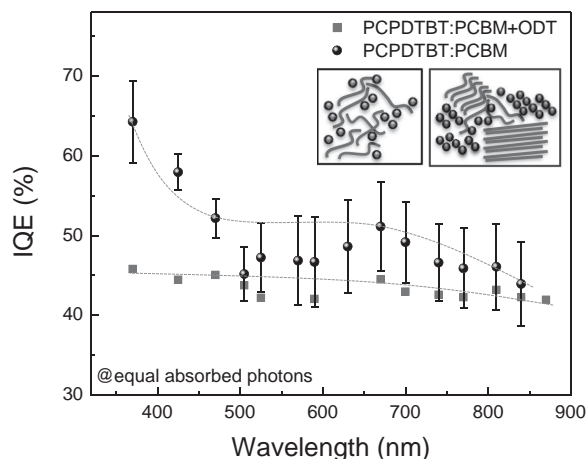 PCPDTBT:PCBM+ODT
PCPDTBT:PCBM
70
60
50
40
30
IQE (%)
@equal absorbed photons
400 500 600 700 800 900
Wavelength (nm)